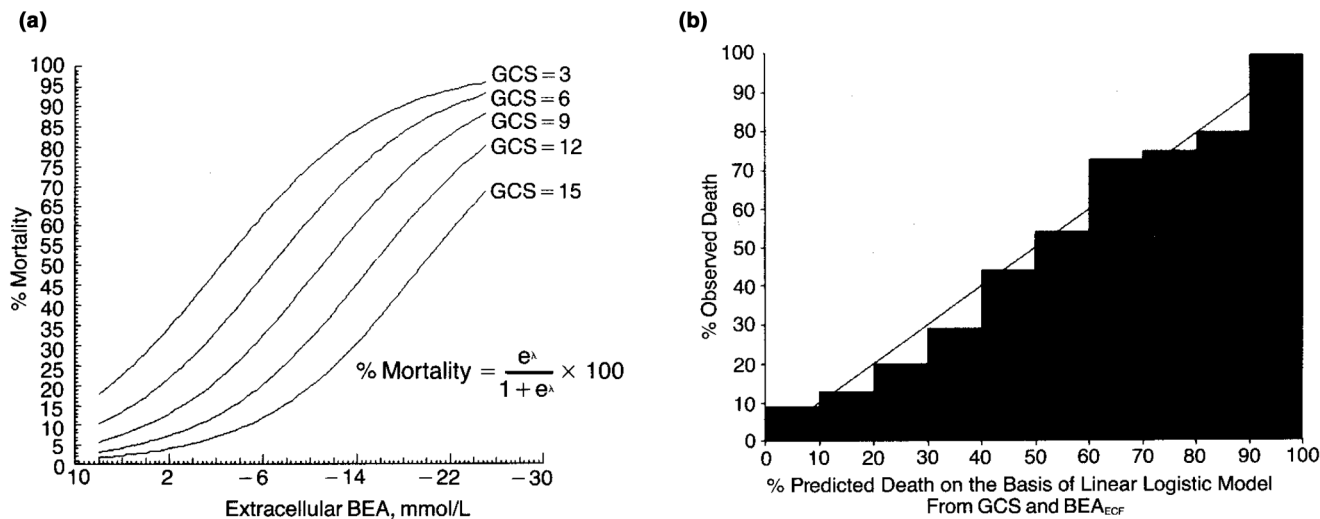 (a)
100
95
90
85
80
75
70
65
60
55
50
45
40
35
30
25
20
15
10
5
0
% Mortality
GCS = 3
GCS = 6
GCS = 9
GCS = 12
GCS = 15
% Mortality = e^λ / 1 + e^λ × 100
10 2 −6 −14 −22 −30
Extracellular BEA, mmol/L
(b)
100
90
80
70
60
50
40
30
20
10
0
% Observed Death
0 10 20 30 40 50 60 70 80 90 100
% Predicted Death on the Basis of Linear Logistic Model
From GCS and BEA_ECF